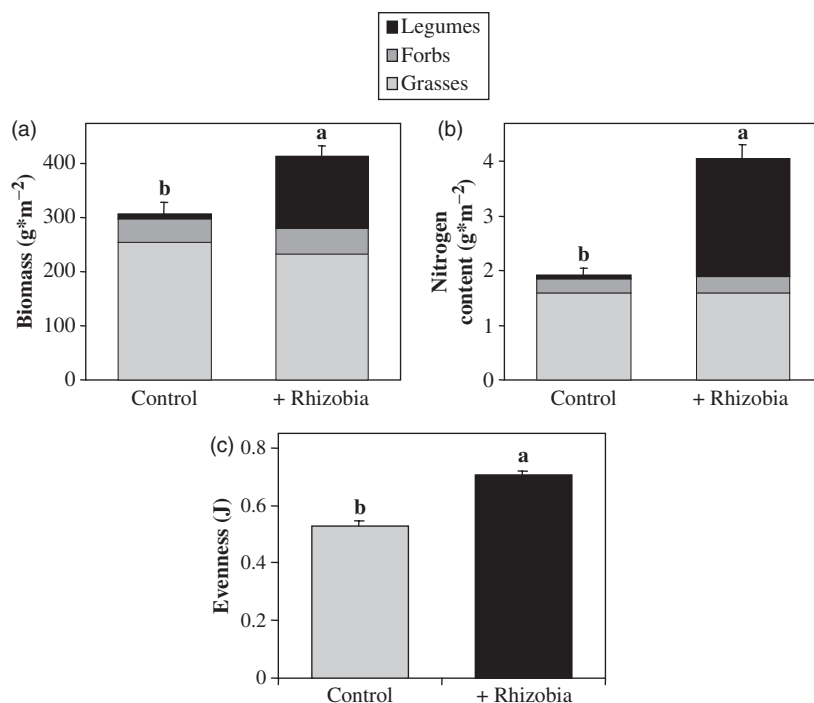 Legumes
Forbs
Grasses
(a)
Biomass (g*m⁻²)
400
300
200
100
0
b
a
Control
+ Rhizobia
(b)
Nitrogen
content (g*m⁻²)
4
3
2
1
0
b
a
Control
+ Rhizobia
(c)
Evenness (J)
0.8
0.6
0.4
0.2
0
b
a
Control
+ Rhizobia